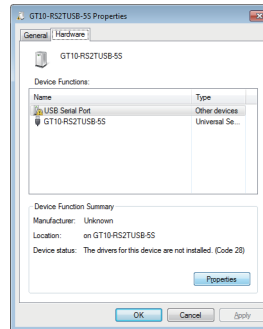 GT10-RS2TUSB-5S Properties
General Hardware
GT10-RS2TUSB-5S
Device Functions:
Name Type
USB Serial Port Other devices
GT10-RS2TUSB-5S Universal Se...
Device Function Summary
Manufacturer: Unknown
Location: on GT10-RS2TUSB-5S
Device status: The drivers for this device are not installed. (Code 28)
Properties
OK Cancel Apply